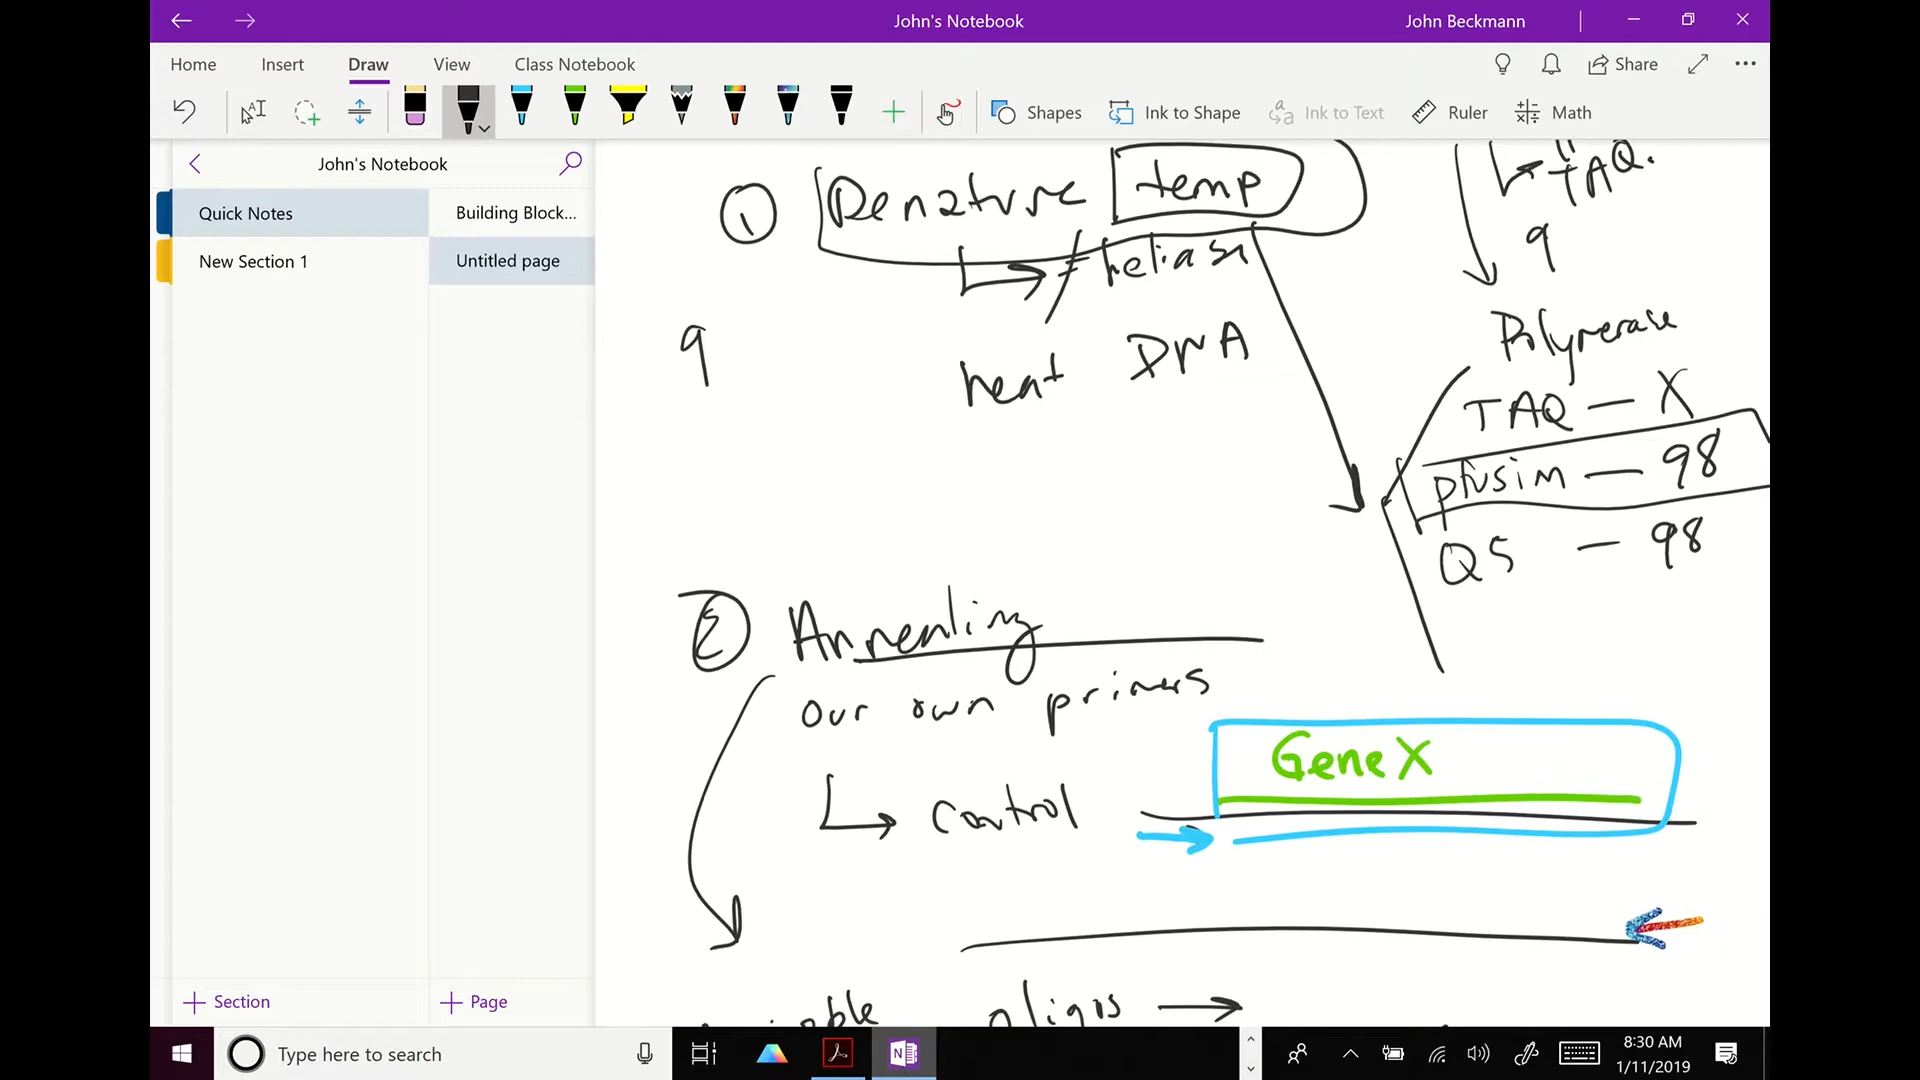 John's Notebook
John Beckmann
Home Insert Draw View Class Notebook
Share
Shapes Ink to Shape Ink to Text Ruler Math
John's Notebook
Quick Notes
New Section 1
Building Block...
Untitled page
Section
Page
TAQ.
1 Denature temp
≠ heliase
9
9
heat DNA
Polymerase
TAQ — X
pfusim — 98
Q5 — 98
2 Annealing
our own primers
Gene X
control
oligos →
Type here to search
8:30 AM
1/11/2019